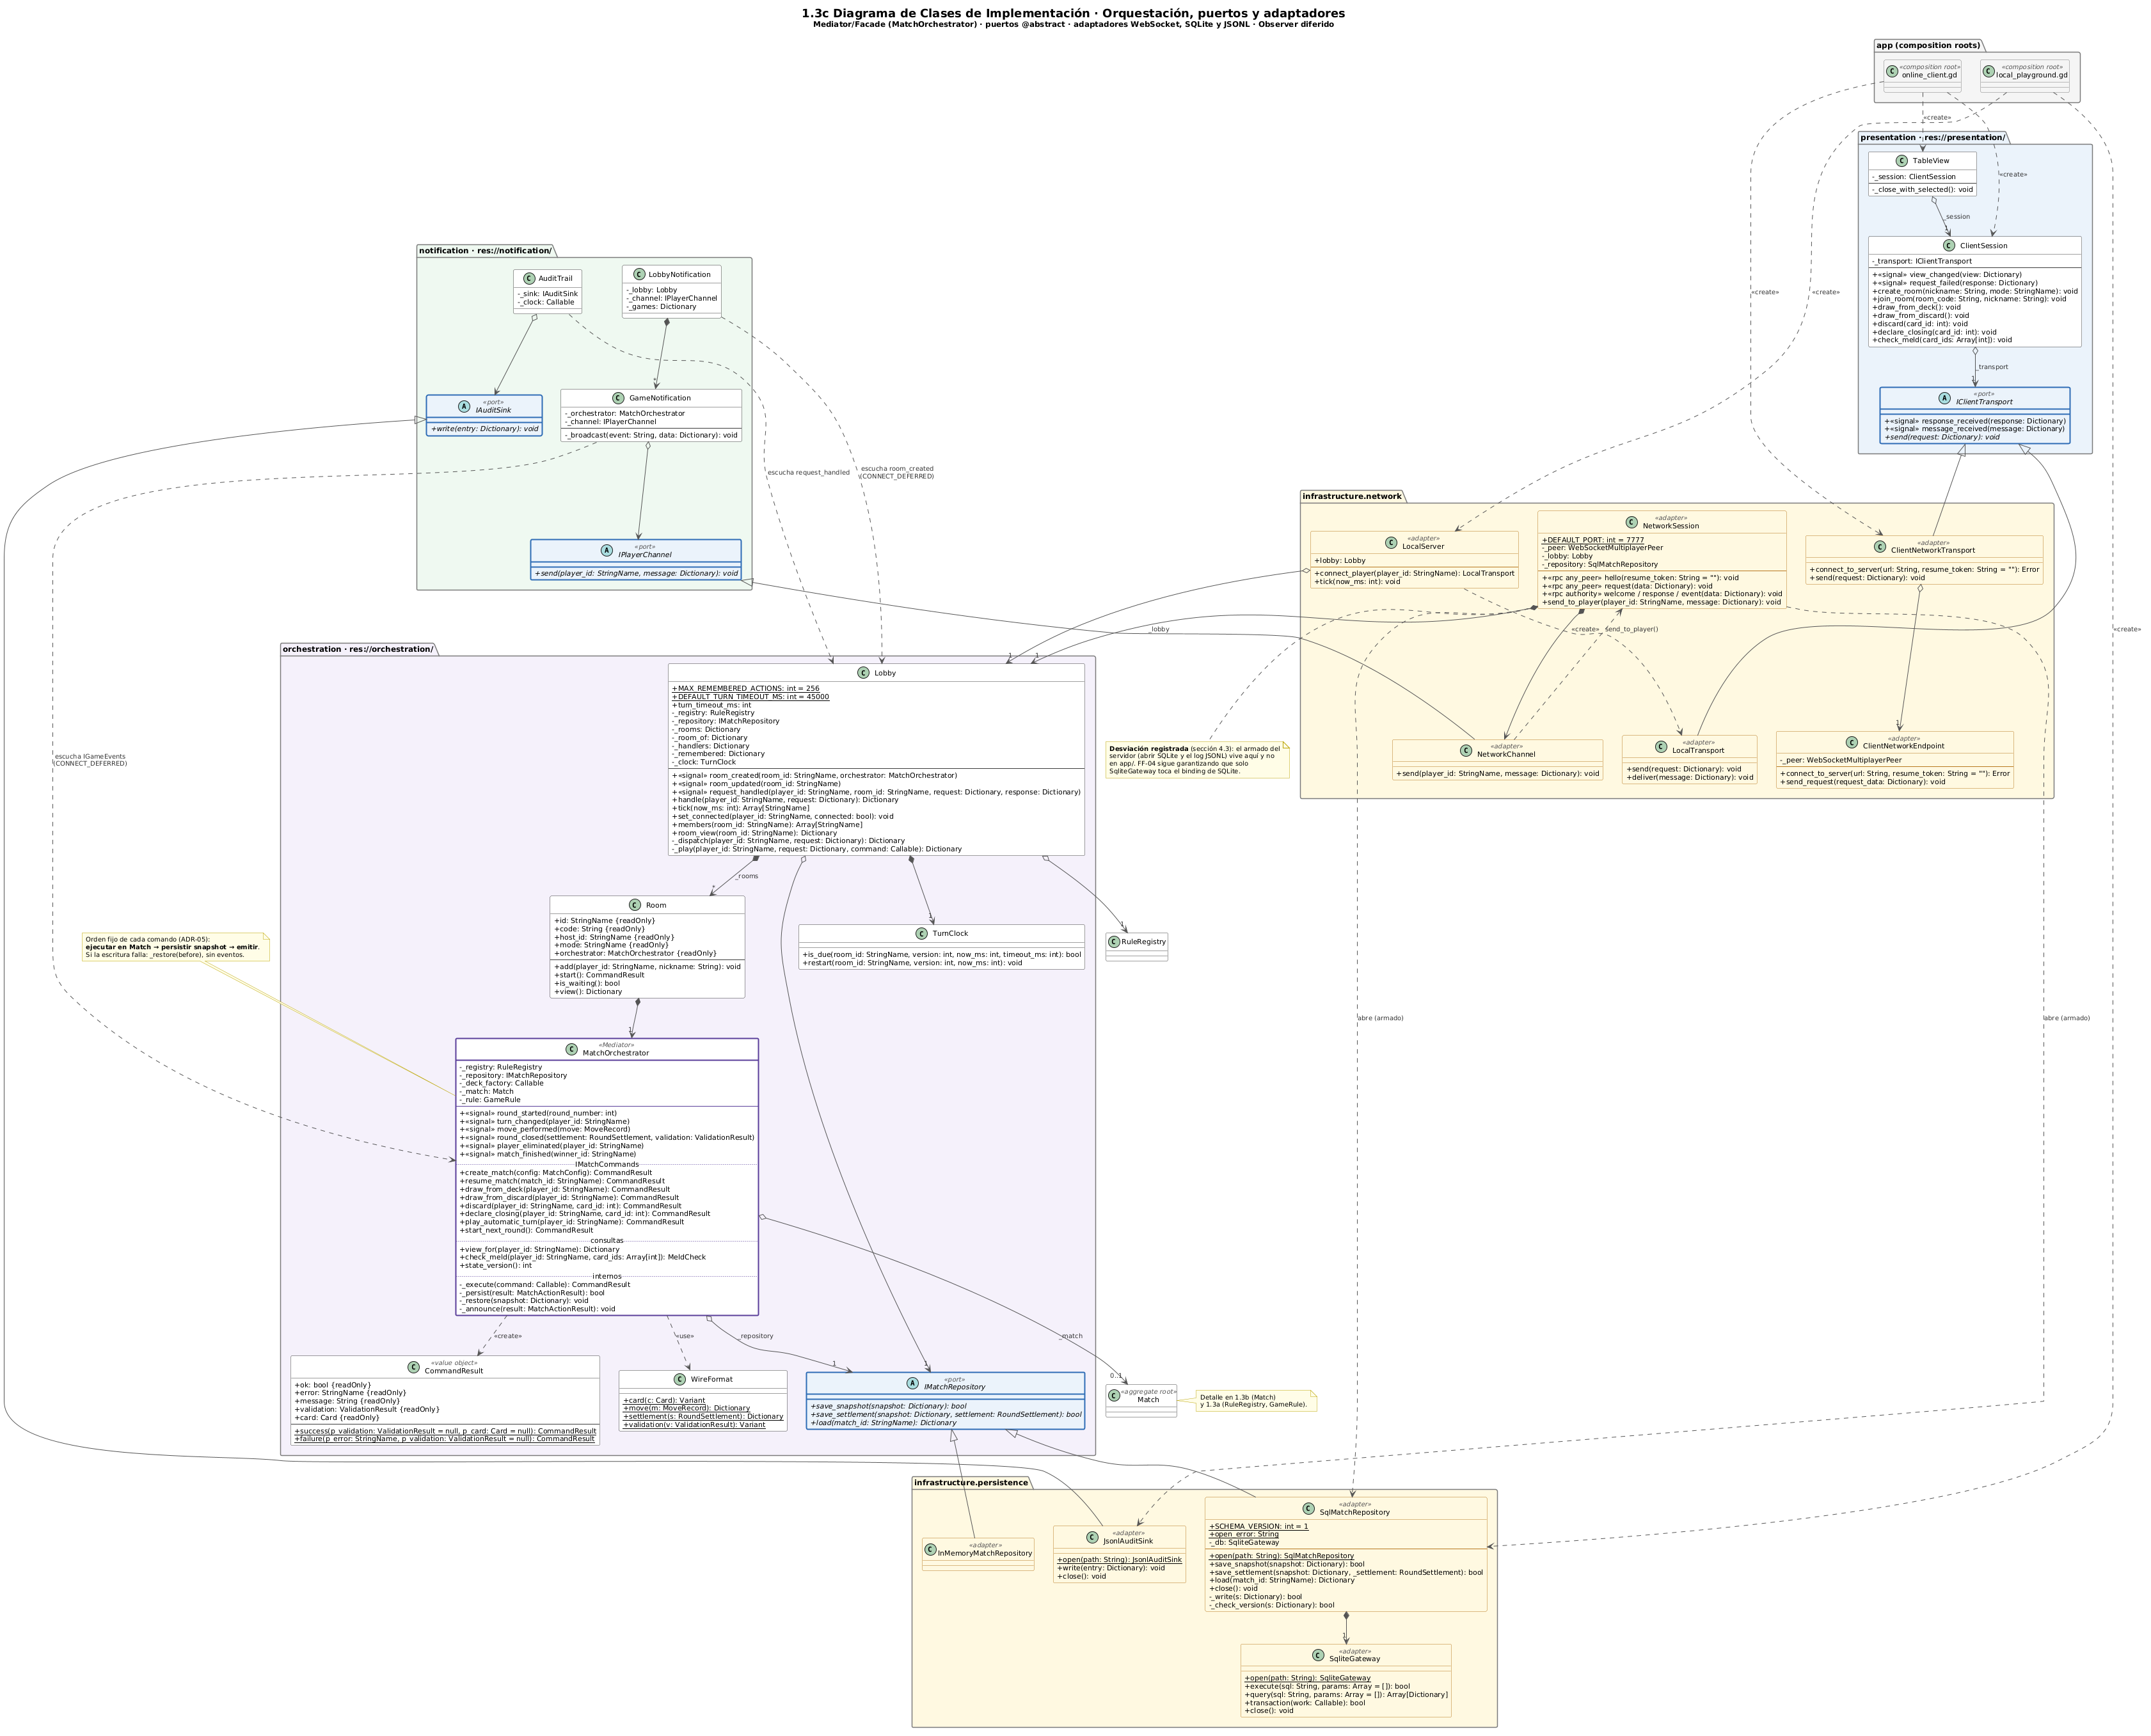 1.3c Diagrama de Clases de Implementación · Orquestación, puertos y adaptadores
Mediator/Facade (MatchOrchestrator) · puertos @abstract · adaptadores WebSocket, SQLite y JSONL · Observer diferido
app (composition roots)
C «composition root»
online_client.gd
C «composition root»
local_playground.gd
«create»
«create»
«create»
«create»
«create»
presentation · res://presentation/
C TableView
-_session: ClientSession
-_close_with_selected(): void
_session
1
C ClientSession
-_transport: IClientTransport
+«signal» view_changed(view: Dictionary)
+«signal» request_failed(response: Dictionary)
+create_room(nickname: String, mode: StringName): void
+join_room(room_code: String, nickname: String): void
+draw_from_deck(): void
+draw_from_discard(): void
+discard(card_id: int): void
+declare_closing(card_id: int): void
+check_meld(card_ids: Array[int]): void
_transport
1
A «port»
IClientTransport
+«signal» response_received(response: Dictionary)
+«signal» message_received(message: Dictionary)
+send(request: Dictionary): void
notification · res://notification/
C AuditTrail
-_sink: IAuditSink
-_clock: Callable
C LobbyNotification
-_lobby: Lobby
-_channel: IPlayerChannel
-_games: Dictionary
*
A «port»
IAuditSink
+write(entry: Dictionary): void
C GameNotification
-_orchestrator: MatchOrchestrator
-_channel: IPlayerChannel
-_broadcast(event: String, data: Dictionary): void
A «port»
IPlayerChannel
+send(player_id: StringName, message: Dictionary): void
escucha request_handled
escucha room_created
(CONNECT_DEFERRED)
escucha IGameEvents
(CONNECT_DEFERRED)
infrastructure.network
C «adapter»
LocalServer
+lobby: Lobby
+connect_player(player_id: StringName): LocalTransport
+tick(now_ms: int): void
C «adapter»
NetworkSession
+DEFAULT_PORT: int = 7777
-_peer: WebSocketMultiplayerPeer
-_lobby: Lobby
-_repository: SqlMatchRepository
+«rpc any_peer» hello(resume_token: String = ""): void
+«rpc any_peer» request(data: Dictionary): void
+«rpc authority» welcome / response / event(data: Dictionary): void
+send_to_player(player_id: StringName, message: Dictionary): void
C «adapter»
ClientNetworkTransport
+connect_to_server(url: String, resume_token: String = ""): Error
+send(request: Dictionary): void
_lobby
«create»
send_to_player()
1
1
1
C «adapter»
NetworkChannel
+send(player_id: StringName, message: Dictionary): void
C «adapter»
LocalTransport
+send(request: Dictionary): void
+deliver(message: Dictionary): void
C «adapter»
ClientNetworkEndpoint
-_peer: WebSocketMultiplayerPeer
+connect_to_server(url: String, resume_token: String = ""): Error
+send_request(request_data: Dictionary): void
Desviación registrada (sección 4.3): el armado del
servidor (abrir SQLite y el log JSONL) vive aquí y no
en app/. FF-04 sigue garantizando que solo
SqliteGateway toca el binding de SQLite.
orchestration · res://orchestration/
C Lobby
+MAX_REMEMBERED_ACTIONS: int = 256
+DEFAULT_TURN_TIMEOUT_MS: int = 45000
+turn_timeout_ms: int
-_registry: RuleRegistry
-_repository: IMatchRepository
-_rooms: Dictionary
-_room_of: Dictionary
-_handlers: Dictionary
-_remembered: Dictionary
-_clock: TurnClock
+«signal» room_created(room_id: StringName, orchestrator: MatchOrchestrator)
+«signal» room_updated(room_id: StringName)
+«signal» request_handled(player_id: StringName, room_id: StringName, request: Dictionary, response: Dictionary)
+handle(player_id: StringName, request: Dictionary): Dictionary
+tick(now_ms: int): Array[StringName]
+set_connected(player_id: StringName, connected: bool): void
+members(room_id: StringName): Array[StringName]
+room_view(room_id: StringName): Dictionary
-_dispatch(player_id: StringName, request: Dictionary): Dictionary
-_play(player_id: StringName, request: Dictionary, command: Callable): Dictionary
_rooms
*
1
1
C Room
+id: StringName {readOnly}
+code: String {readOnly}
+host_id: StringName {readOnly}
+mode: StringName {readOnly}
+orchestrator: MatchOrchestrator {readOnly}
+add(player_id: StringName, nickname: String): void
+start(): CommandResult
+is_waiting(): bool
+view(): Dictionary
C TurnClock
+is_due(room_id: StringName, version: int, now_ms: int, timeout_ms: int): bool
+restart(room_id: StringName, version: int, now_ms: int): void
C RuleRegistry
Orden fijo de cada comando (ADR-05):
ejecutar en Match → persistir snapshot → emitir.
Si la escritura falla: _restore(before), sin eventos.
1
abre (armado)
abre (armado)
C «Mediator»
MatchOrchestrator
-_registry: RuleRegistry
-_repository: IMatchRepository
-_deck_factory: Callable
-_match: Match
-_rule: GameRule
+«signal» round_started(round_number: int)
+«signal» turn_changed(player_id: StringName)
+«signal» move_performed(move: MoveRecord)
+«signal» round_closed(settlement: RoundSettlement, validation: ValidationResult)
+«signal» player_eliminated(player_id: StringName)
+«signal» match_finished(winner_id: StringName)
IMatchCommands
+create_match(config: MatchConfig): CommandResult
+resume_match(match_id: StringName): CommandResult
+draw_from_deck(player_id: StringName): CommandResult
+draw_from_discard(player_id: StringName): CommandResult
+discard(player_id: StringName, card_id: int): CommandResult
+declare_closing(player_id: StringName, card_id: int): CommandResult
+play_automatic_turn(player_id: StringName): CommandResult
+start_next_round(): CommandResult
consultas
+view_for(player_id: StringName): Dictionary
+check_meld(player_id: StringName, card_ids: Array[int]): MeldCheck
+state_version(): int
internos
-_execute(command: Callable): CommandResult
-_persist(result: MatchActionResult): bool
-_restore(snapshot: Dictionary): void
-_announce(result: MatchActionResult): void
«create»
«use»
_repository
_match
1
1
0..1
C «value object»
CommandResult
+ok: bool {readOnly}
+error: StringName {readOnly}
+message: String {readOnly}
+validation: ValidationResult {readOnly}
+card: Card {readOnly}
+success(p_validation: ValidationResult = null, p_card: Card = null): CommandResult
+failure(p_error: StringName, p_validation: ValidationResult = null): CommandResult
C WireFormat
+card(c: Card): Variant
+move(m: MoveRecord): Dictionary
+settlement(s: RoundSettlement): Dictionary
+validation(v: ValidationResult): Variant
A «port»
IMatchRepository
+save_snapshot(snapshot: Dictionary): bool
+save_settlement(snapshot: Dictionary, settlement: RoundSettlement): bool
+load(match_id: StringName): Dictionary
C «aggregate root»
Match
Detalle en 1.3b (Match)
y 1.3a (RuleRegistry, GameRule).
infrastructure.persistence
C «adapter»
InMemoryMatchRepository
C «adapter»
JsonlAuditSink
+open(path: String): JsonlAuditSink
+write(entry: Dictionary): void
+close(): void
C «adapter»
SqlMatchRepository
+SCHEMA_VERSION: int = 1
+open_error: String
-_db: SqliteGateway
+open(path: String): SqlMatchRepository
+save_snapshot(snapshot: Dictionary): bool
+save_settlement(snapshot: Dictionary, _settlement: RoundSettlement): bool
+load(match_id: StringName): Dictionary
+close(): void
-_write(s: Dictionary): bool
-_check_version(s: Dictionary): bool
1
C «adapter»
SqliteGateway
+open(path: String): SqliteGateway
+execute(sql: String, params: Array = []): bool
+query(sql: String, params: Array = []): Array[Dictionary]
+transaction(work: Callable): bool
+close(): void